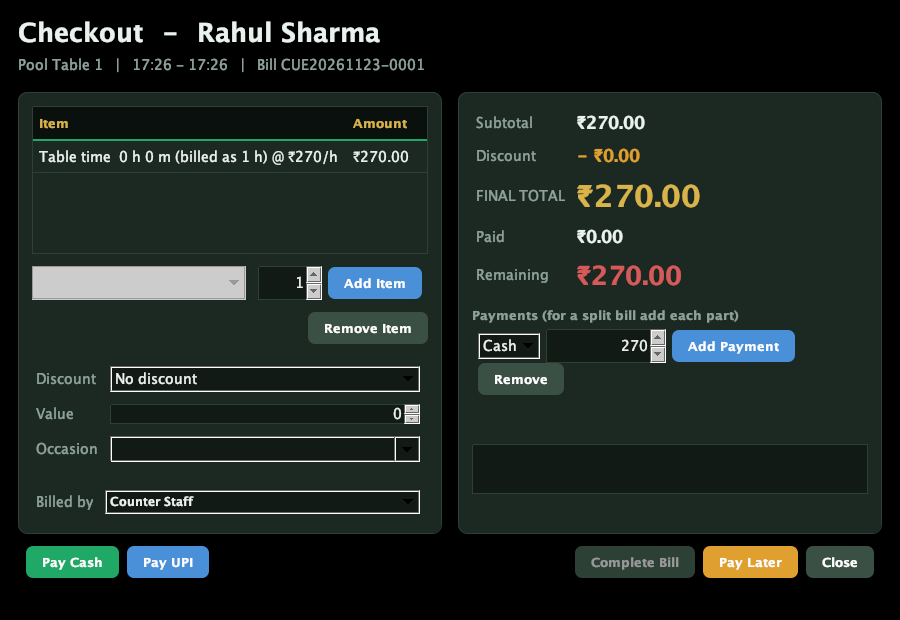 Checkout – Rahul Sharma
Pool Table 1 | 17:26 – 17:26 | Bill CUE20261123-0001
Item Amount
Table time 0 h 0 m (billed as 1 h) @ ₹270/h ₹270.00
1 Add Item
Remove Item
Discount No discount
Value 0
Occasion
Billed by Counter Staff
Subtotal ₹270.00
Discount – ₹0.00
FINAL TOTAL ₹270.00
Paid ₹0.00
Remaining ₹270.00
Payments (for a split bill add each part)
Cash 270 Add Payment
Remove
Pay Cash Pay UPI Complete Bill Pay Later Close